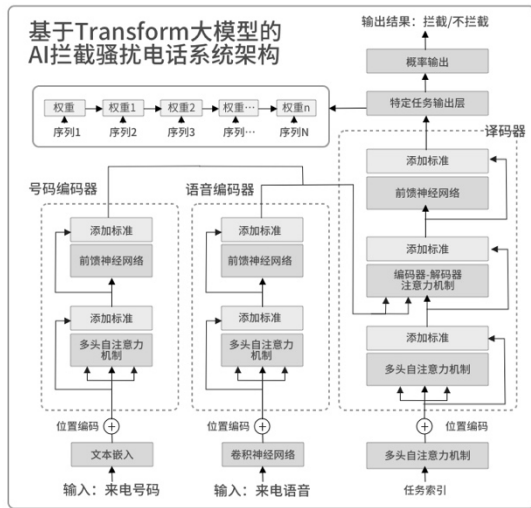 基于Transform大模型的
AI拦截骚扰电话系统架构
输出结果：拦截/不拦截
概率输出
特定任务输出层
权重
权重1
权重2
权重…
权重n
序列1
序列2
序列3
序列…
序列N
译码器
添加标准
前馈神经网络
添加标准
编码器-解码器
注意力机制
添加标准
多头自注意力机制
位置编码
多头自注意力机制
任务索引
号码编码器
添加标准
前馈神经网络
添加标准
多头自注意力
机制
位置编码
文本嵌入
输入：来电号码
语音编码器
添加标准
前馈神经网络
添加标准
多头自注意力
机制
位置编码
卷积神经网络
输入：来电语音